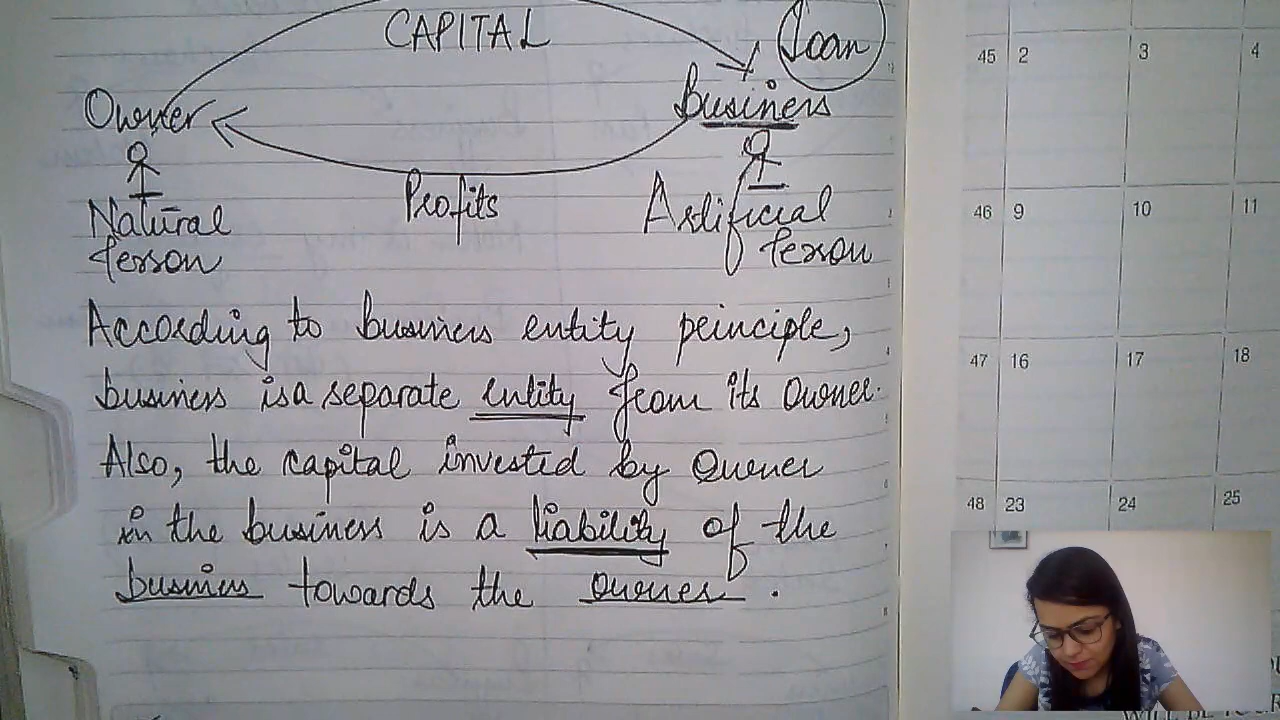 CAPITAL
Loan
Owner
Business
Profits
Natural
Person
Artificial
Person
According to business entity principle,
business is a separate entity from its owner.
Also, the capital invested by Owner
in the business is a liability of the
business towards the owner.
45 2 3 4
46 9 10 11
47 16 17 18
48 23 24 25